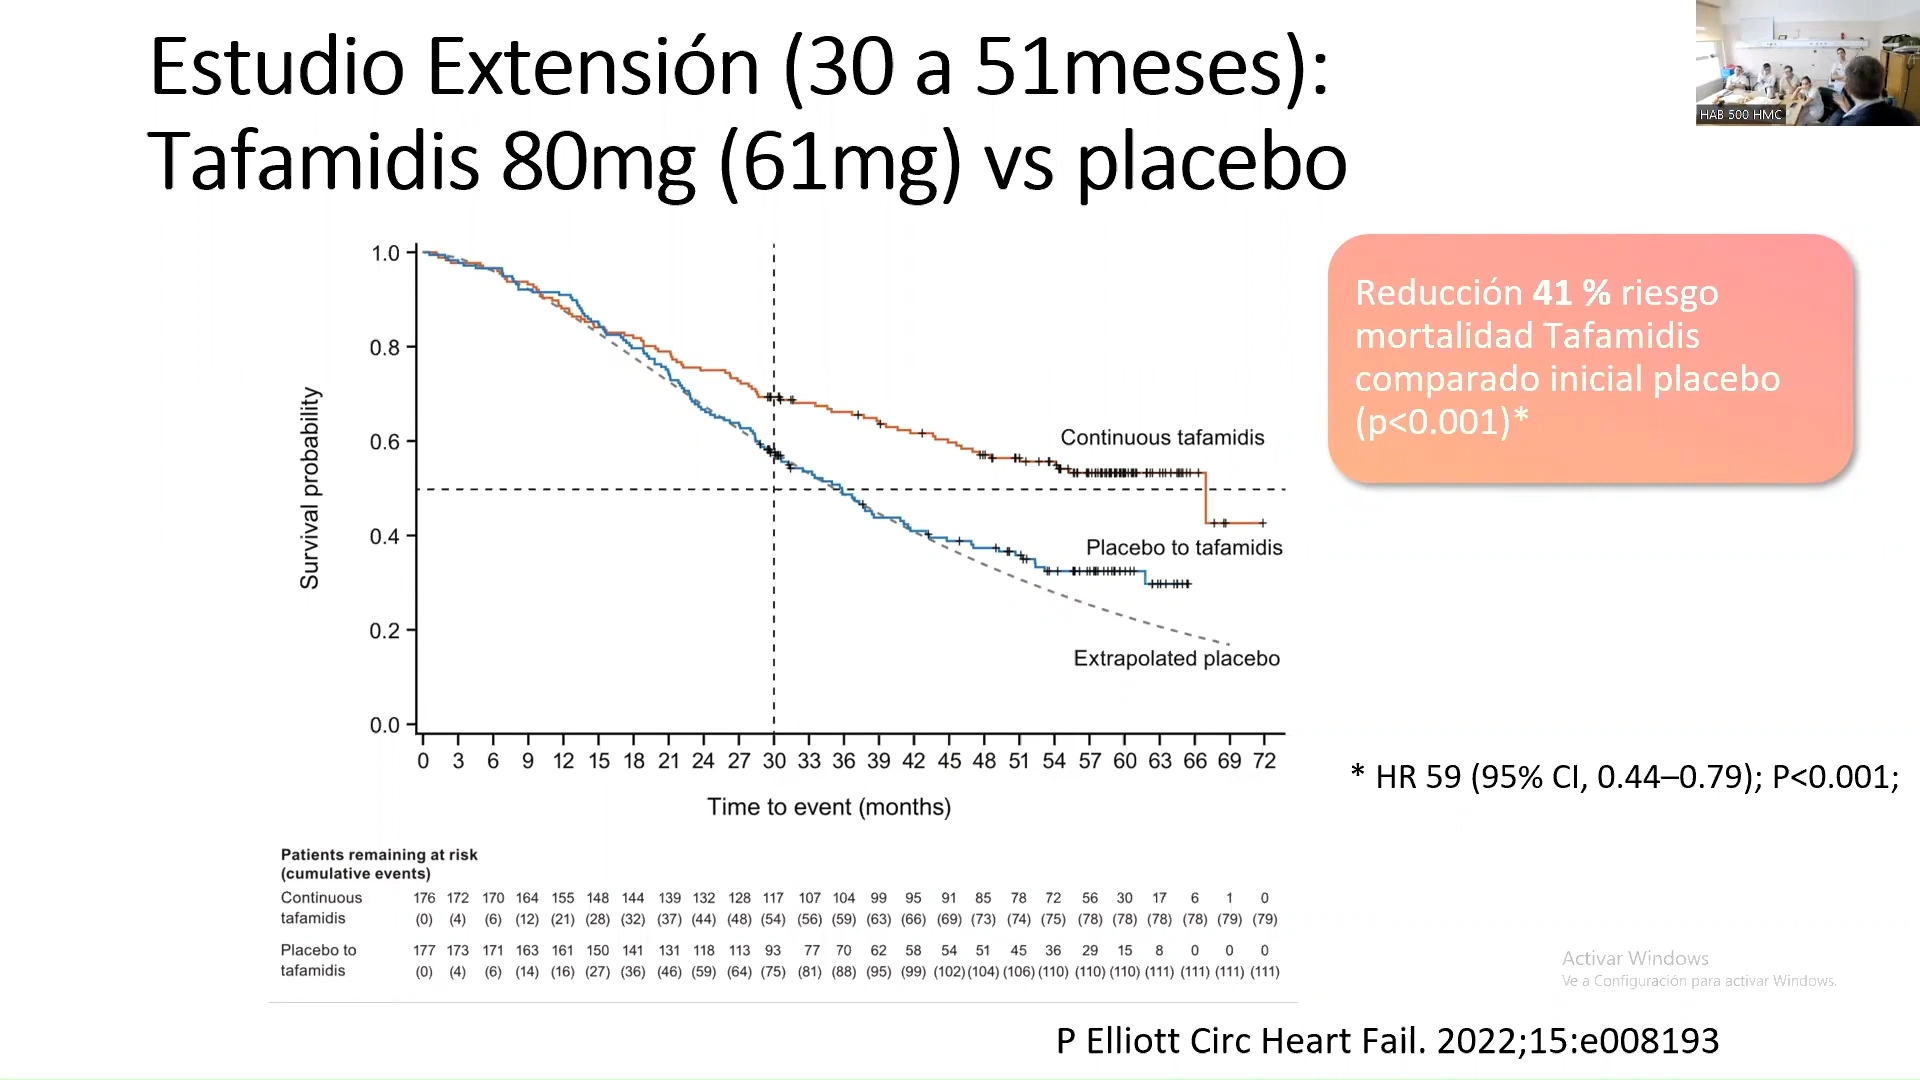 Estudio Extensión (30 a 51meses):
Tafamidis 80mg (61mg) vs placebo
HAB 500 HMC
Reducción 41 % riesgo
mortalidad Tafamidis
comparado inicial placebo
(p<0.001)*
Survival probability
1.0
0.8
0.6
0.4
0.2
0.0
Continuous tafamidis
Placebo to tafamidis
Extrapolated placebo
0 3 6 9 12 15 18 21 24 27 30 33 36 39 42 45 48 51 54 57 60 63 66 69 72
Time to event (months)
* HR 59 (95% CI, 0.44–0.79); P<0.001;
Patients remaining at risk
(cumulative events)
Continuous 176 172 170 164 155 148 144 139 132 128 117 107 104 99 95 91 85 78 72 56 30 17 6 1 0
tafamidis (0) (4) (6) (12) (21) (28) (32) (37) (44) (48) (54) (56) (59) (63) (66) (69) (73) (74) (75) (78) (78) (78) (78) (79) (79)
Placebo to 177 173 171 163 161 150 141 131 118 113 93 77 70 62 58 54 51 45 36 29 15 8 0 0 0
tafamidis (0) (4) (6) (14) (16) (27) (36) (46) (59) (64) (75) (81) (88) (95) (99) (102) (104) (106) (110) (110) (110) (111) (111) (111) (111)
Activar Windows
Ve a Configuración para activar Windows.
P Elliott Circ Heart Fail. 2022;15:e008193